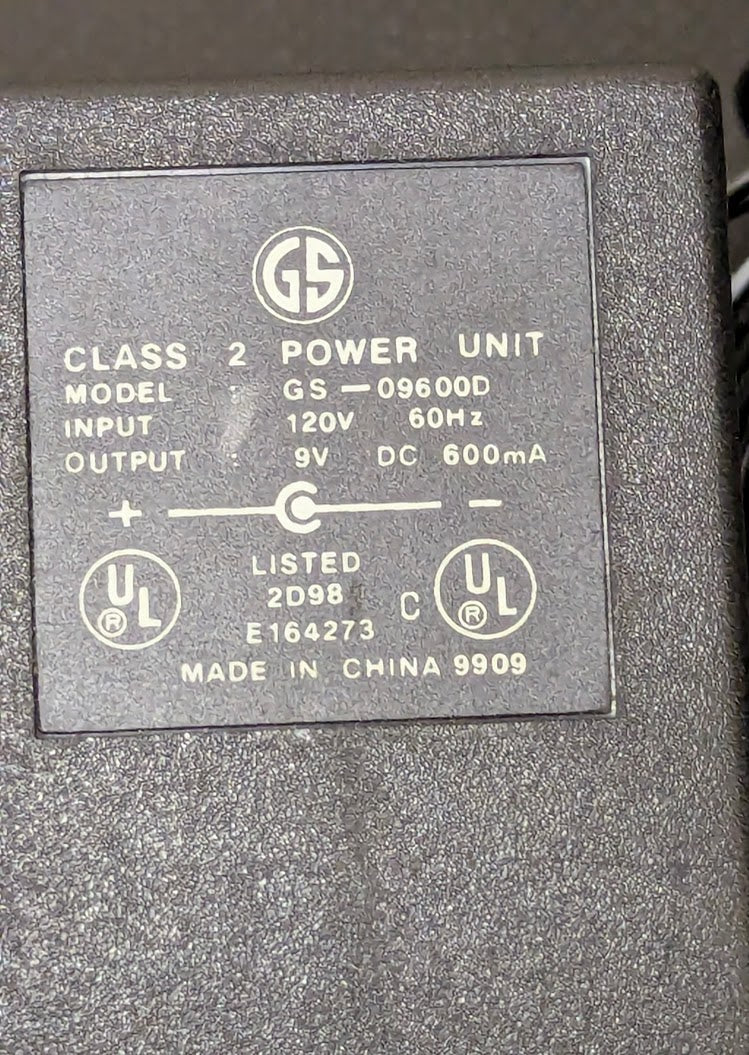 GS
CLASS 2 POWER UNIT
MODEL : GS-09600D
INPUT : 120V 60Hz
OUTPUT : 9V DC 600mA
+ -
UL® LISTED C UL®
2D98
E164273
MADE IN CHINA 9909